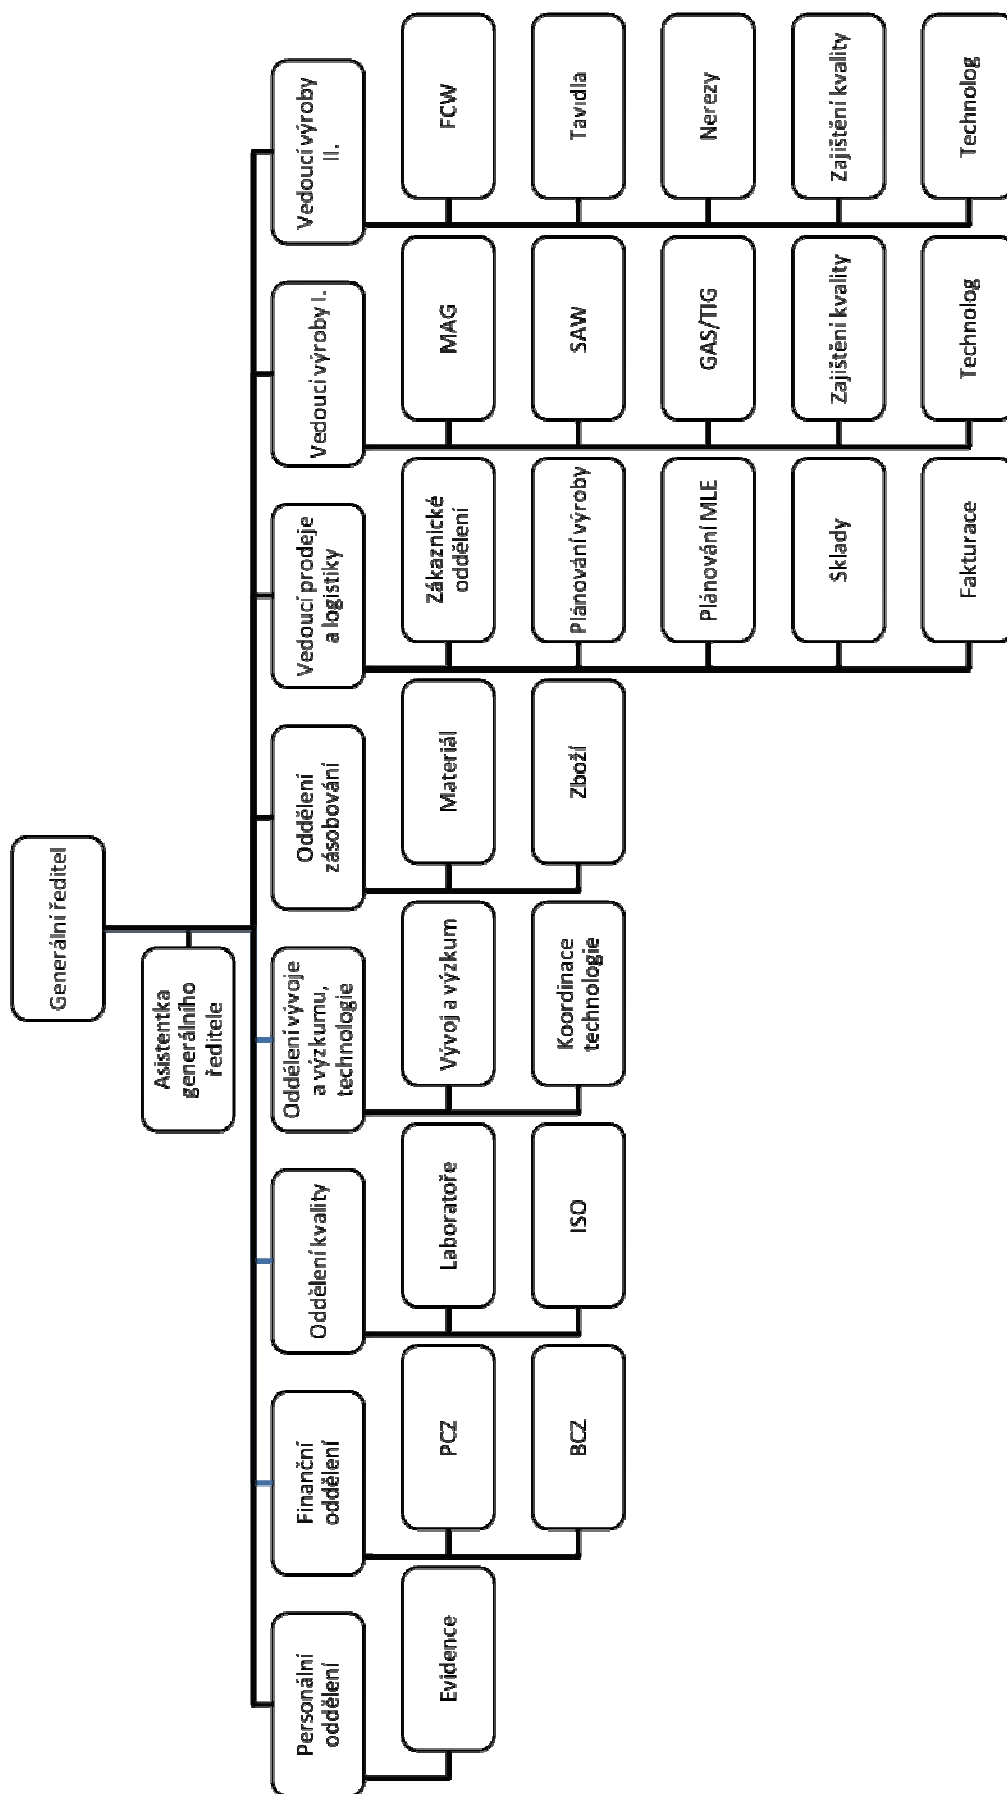 Generální ředitel
Asistentka
generálního
ředitele
Personální
oddělení
Evidence
Finanční
oddělení
PCZ
BCZ
Oddělení kvality
Laboratoře
ISO
Oddělení vývoje
a výzkumu,
technologie
Vývoj a výzkum
Koordinace
technologie
Oddělení
zásobování
Materiál
Zboží
Vedoucí prodeje
a logistiky
Zákaznické
oddělení
Plánování výroby
Plánování MLE
Sklady
Fakturace
Vedoucí výroby I.
MAG
SAW
GAS/TIG
Zajištění kvality
Technolog
Vedoucí výroby
II.
FCW
Tavidla
Nerezy
Zajištění kvality
Technolog